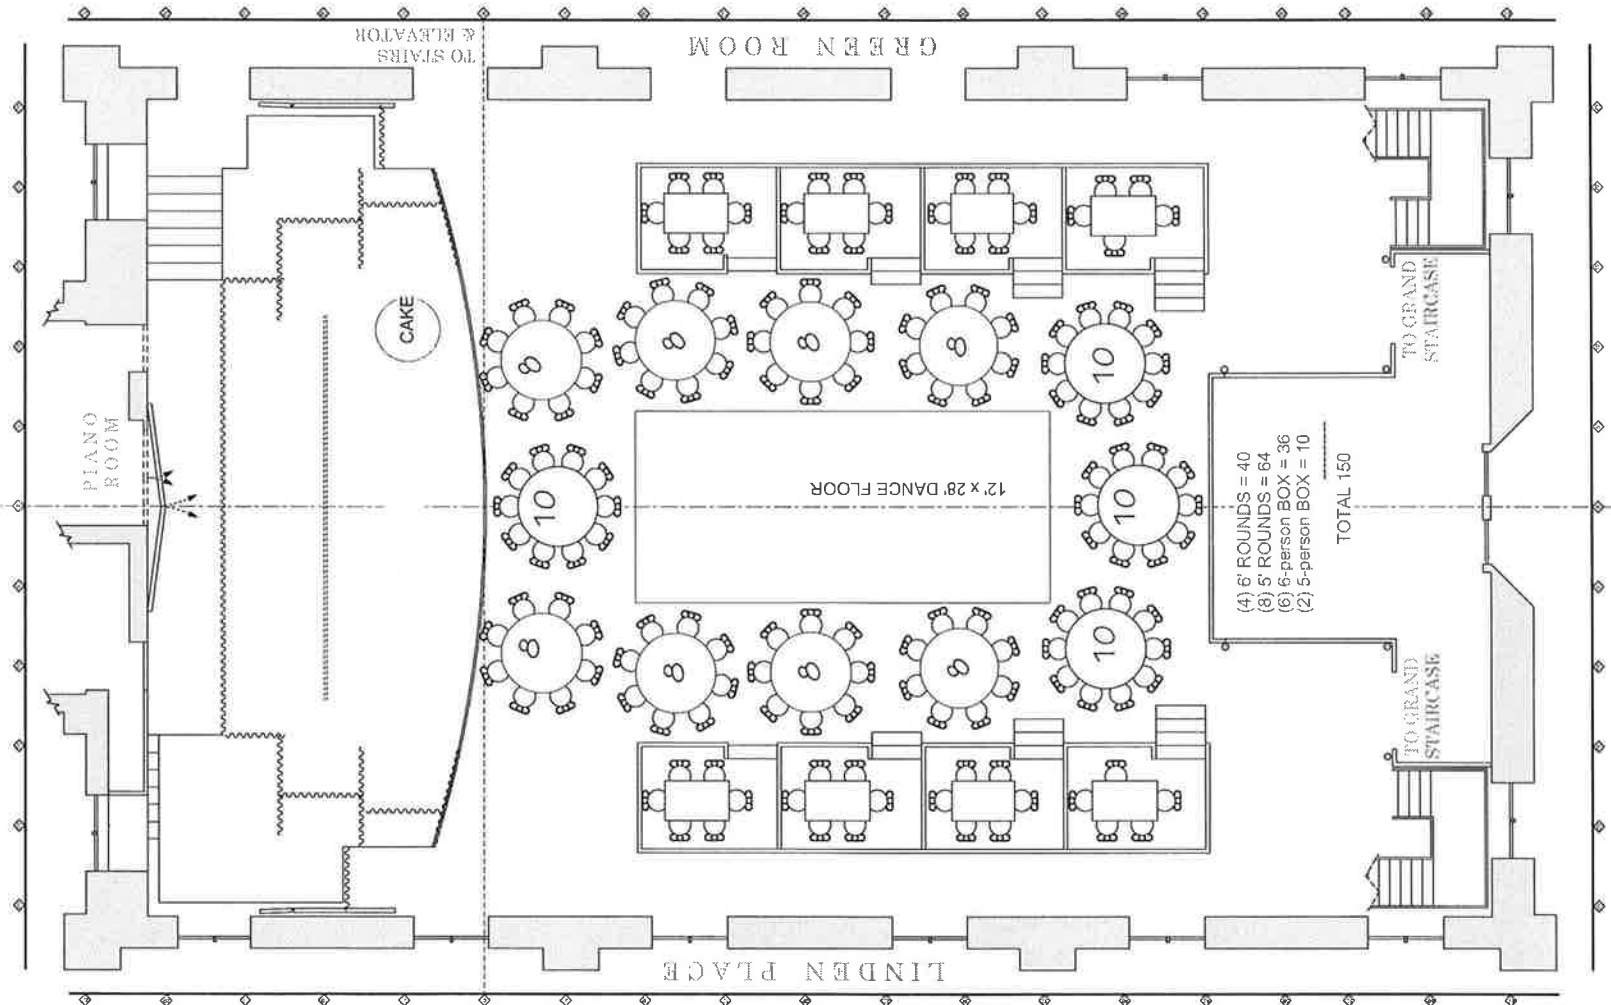 TO STAIRS
& ELEVATOR
GREEN ROOM
PIANO
ROOM
CAKE
8
8
8
8
10
10
12' x 28' DANCE FLOOR
10
8
8
8
8
10
TO GRAND
STAIRCASE
(4) 6' ROUNDS = 40
(8) 5' ROUNDS = 64
(6) 6-person BOX = 36
(2) 5-person BOX = 10
TOTAL 150
TO GRAND
STAIRCASE
LINDEN PLACE